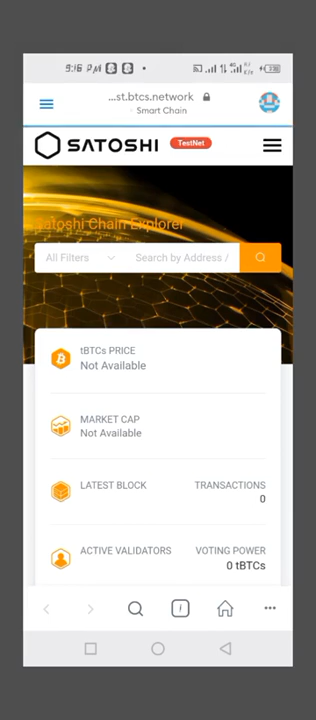 9:16 PM
...st.btcs.network
Smart Chain
SATOSHI TestNet
Satoshi Chain Explorer
All Filters Search by Address /
tBTCs PRICE
Not Available
MARKET CAP
Not Available
LATEST BLOCK TRANSACTIONS
0
ACTIVE VALIDATORS VOTING POWER
0 tBTCs